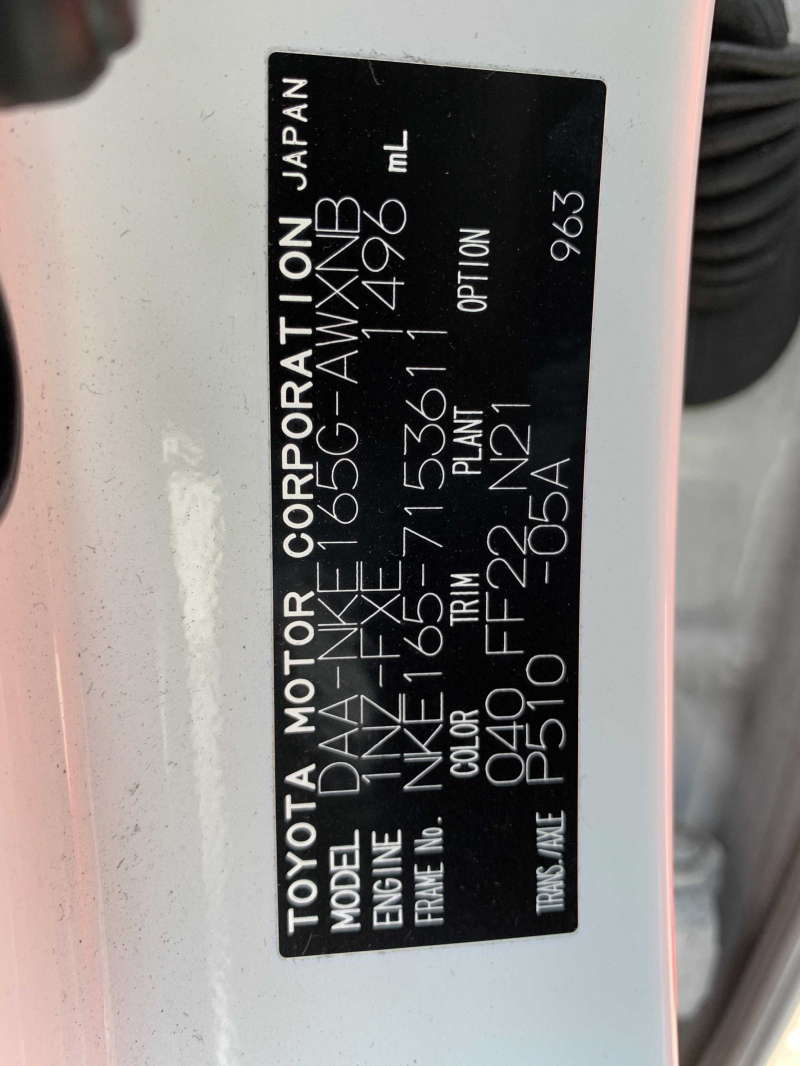 TOYOTA MOTOR CORPORATION JAPAN
MODEL DAA-NKE165G-AWXNB
ENGINE 1NZ-FXE 1496 mL
FRAME No. NKE165-7153611
COLOR TRIM PLANT OPTION
040 FF22 N21
TRANS./AXLE P510 -05A 963